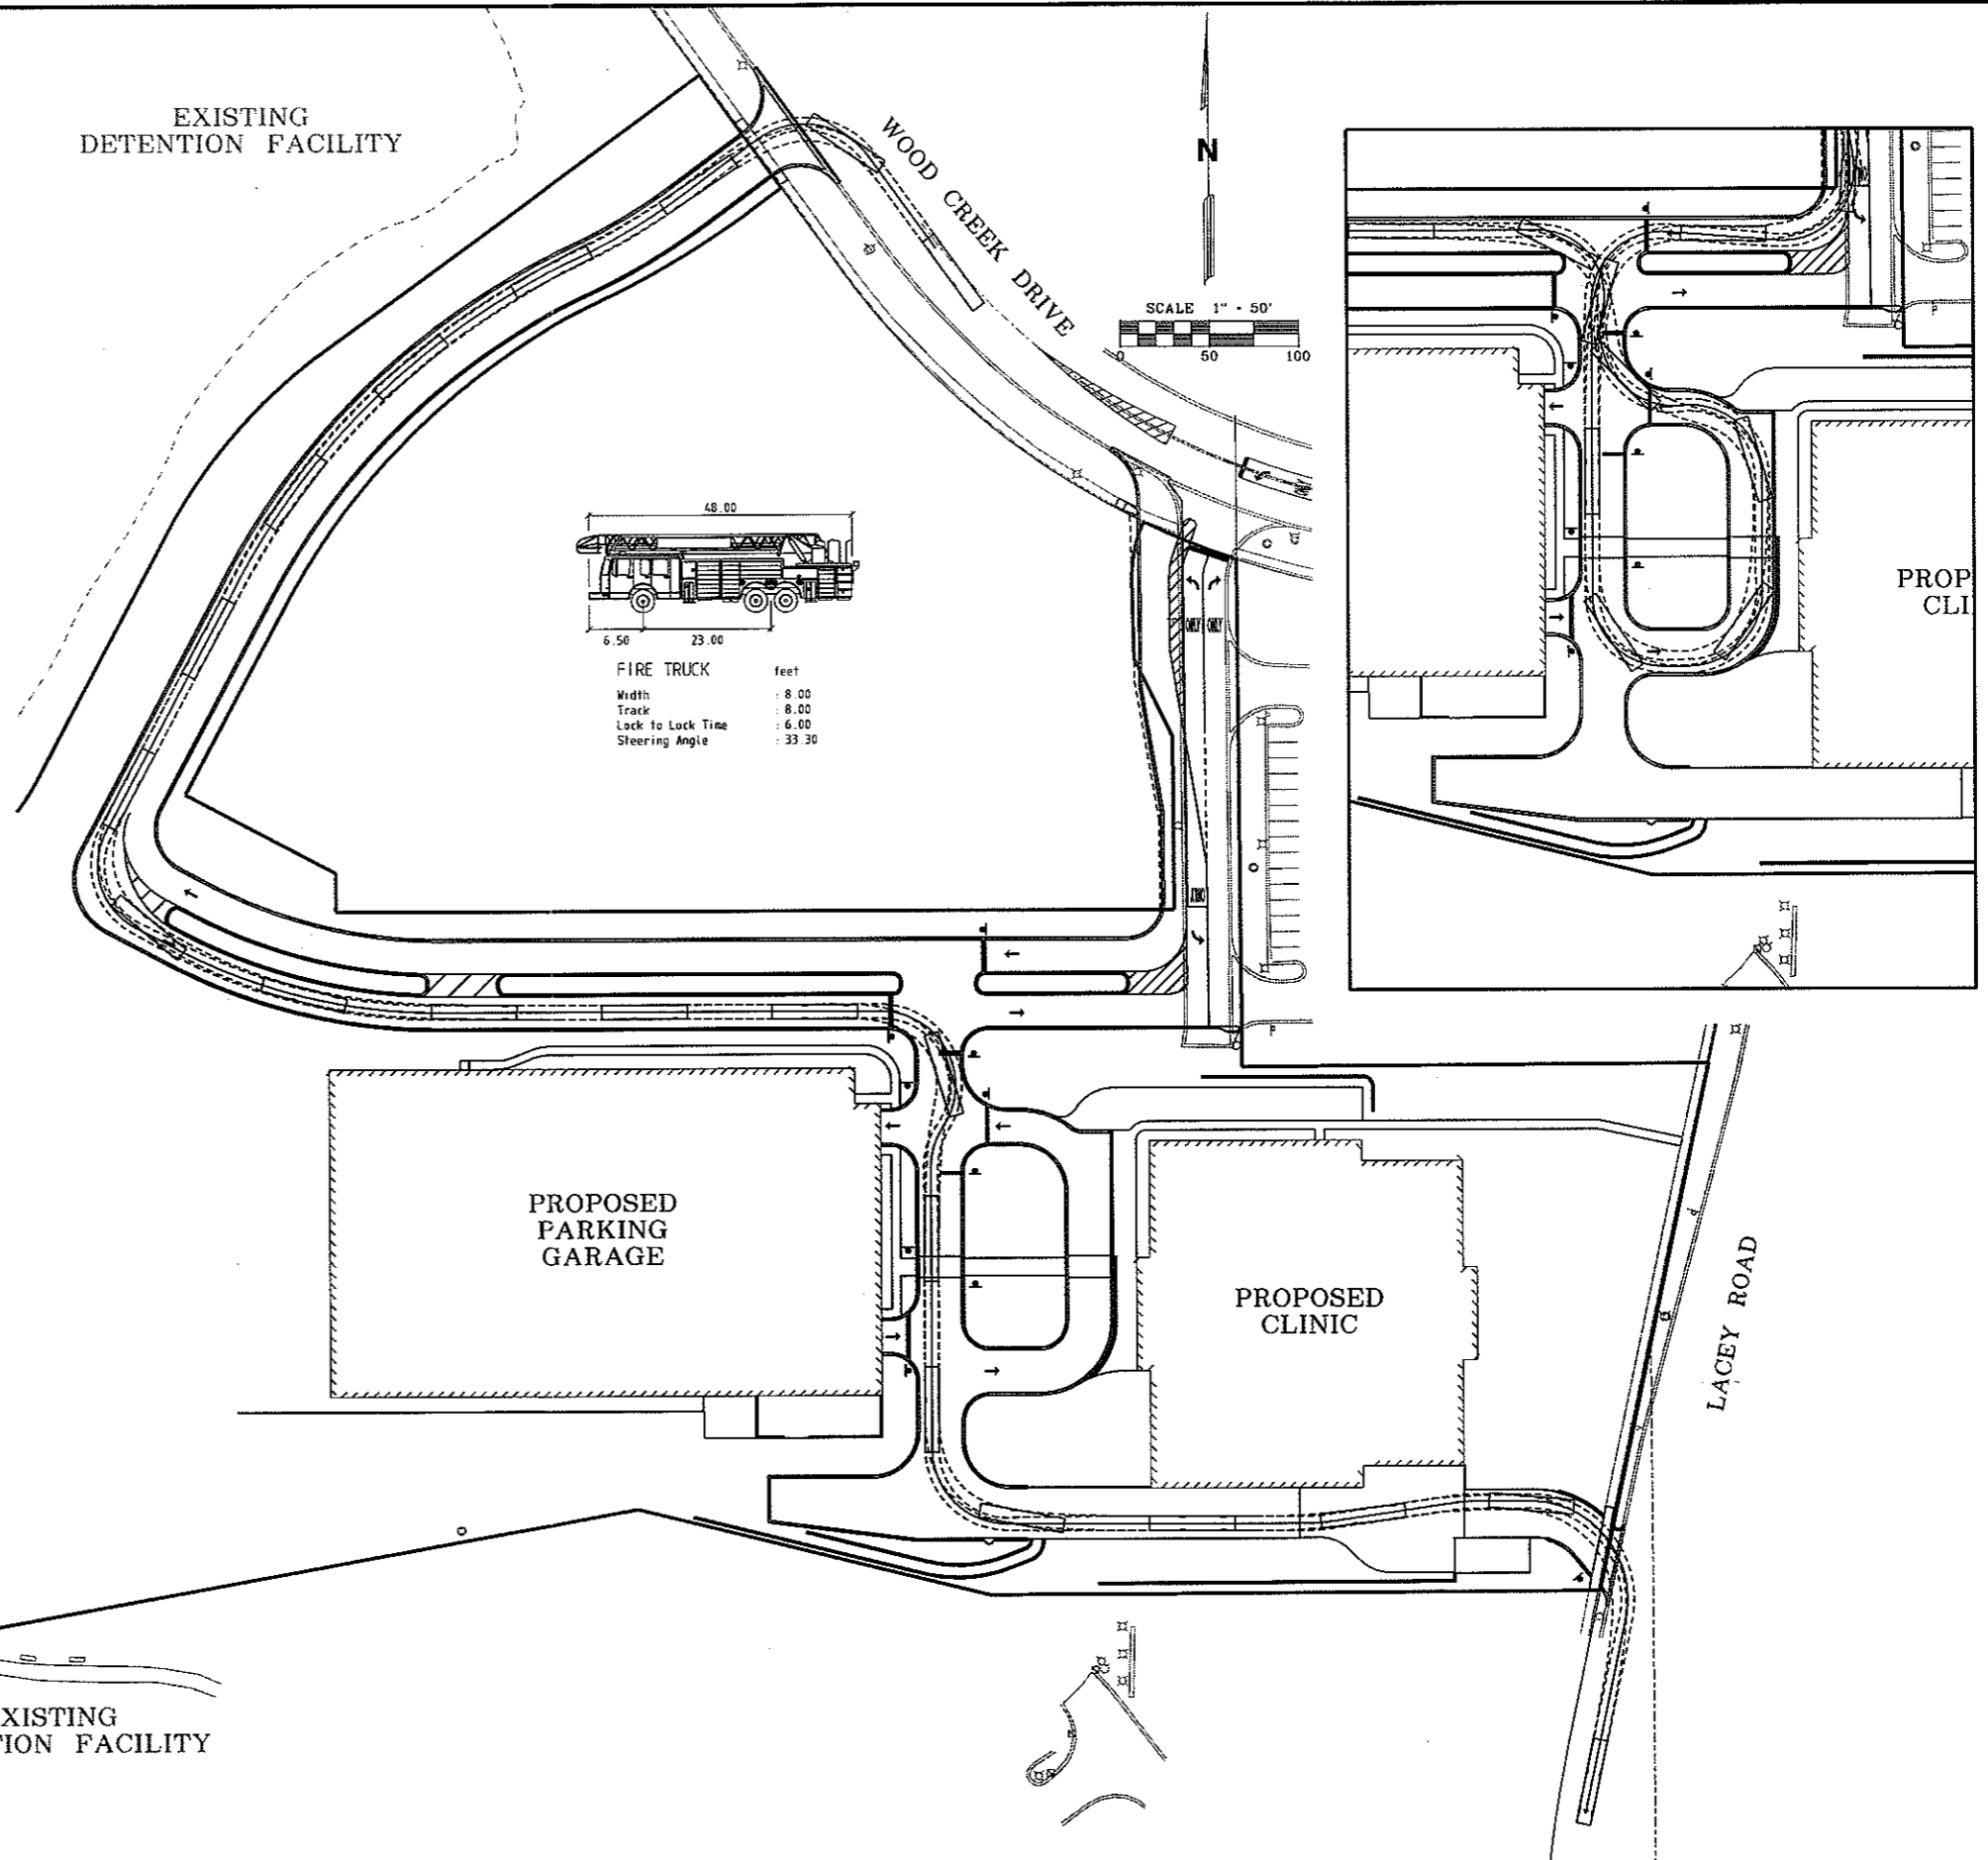 EXISTING
DETENTION FACILITY
WOOD CREEK DRIVE
N
SCALE 1" - 50'
0 50 100
48.00
6.50 23.00
FIRE TRUCK feet
Width : 8.00
Track : 8.00
Lock to Lock Time : 6.00
Steering Angle : 33.30
ONLY ONLY
PROP
CLI
PROPOSED
PARKING
GARAGE
PROPOSED
CLINIC
LACEY ROAD
XISTING
TION FACILITY